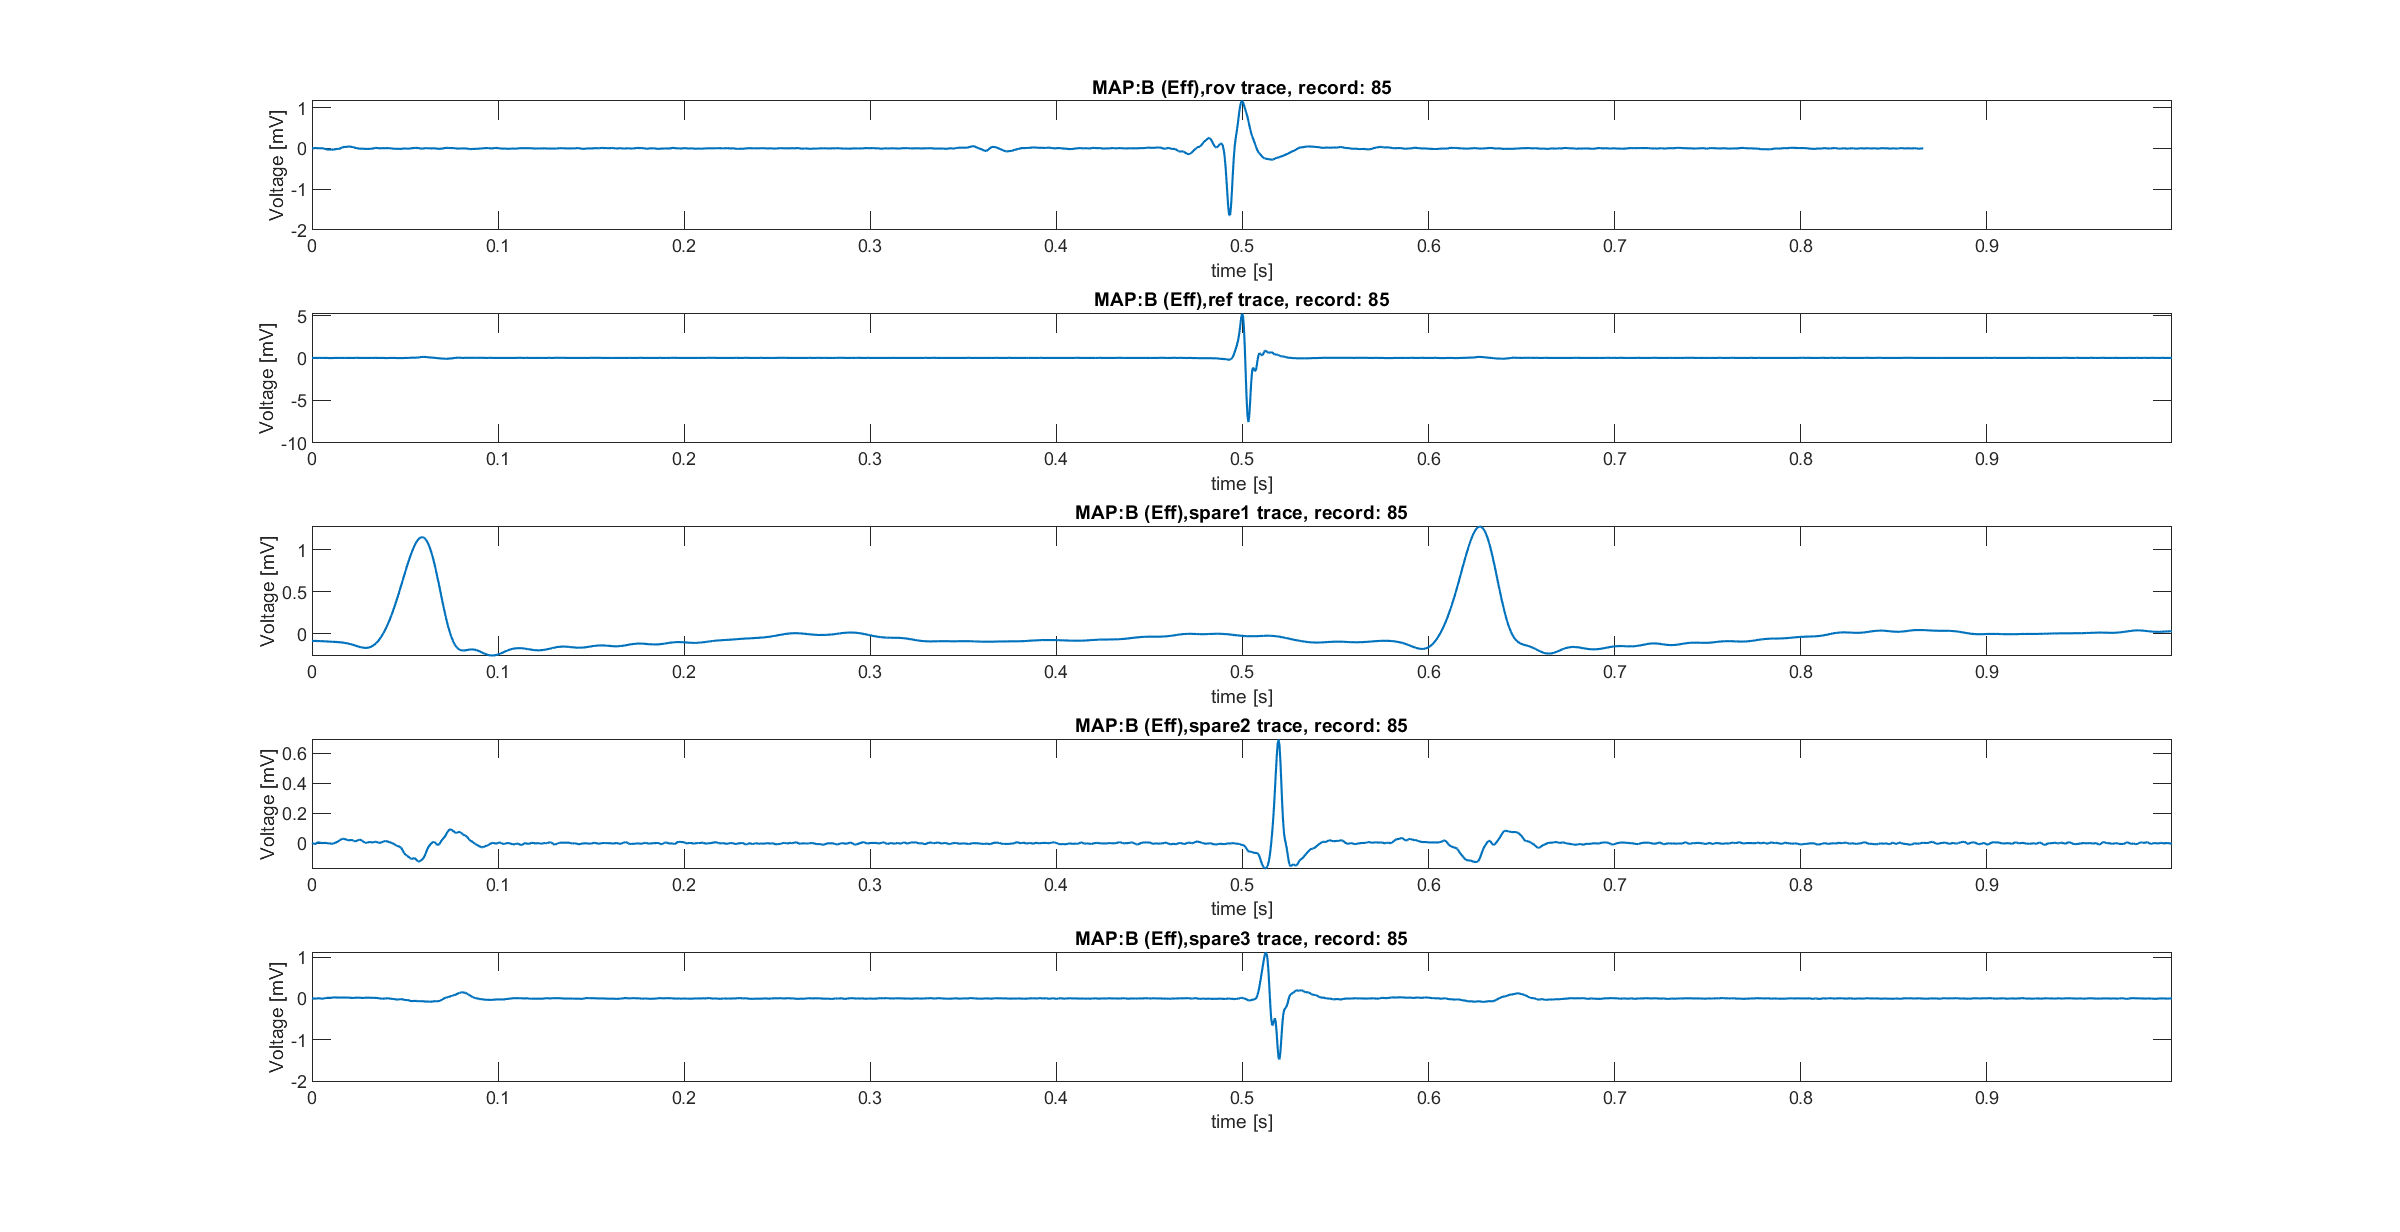 MAP:B (Eff),rov trace, record: 85
Voltage [mV]
1
0
-1
-2
0 0.1 0.2 0.3 0.4 0.5 0.6 0.7 0.8 0.9
time [s]
MAP:B (Eff),ref trace, record: 85
Voltage [mV]
5
0
-5
-10
0 0.1 0.2 0.3 0.4 0.5 0.6 0.7 0.8 0.9
time [s]
MAP:B (Eff),spare1 trace, record: 85
Voltage [mV]
1
0.5
0
0 0.1 0.2 0.3 0.4 0.5 0.6 0.7 0.8 0.9
time [s]
MAP:B (Eff),spare2 trace, record: 85
Voltage [mV]
0.6
0.4
0.2
0
0 0.1 0.2 0.3 0.4 0.5 0.6 0.7 0.8 0.9
time [s]
MAP:B (Eff),spare3 trace, record: 85
Voltage [mV]
1
0
-1
-2
0 0.1 0.2 0.3 0.4 0.5 0.6 0.7 0.8 0.9
time [s]